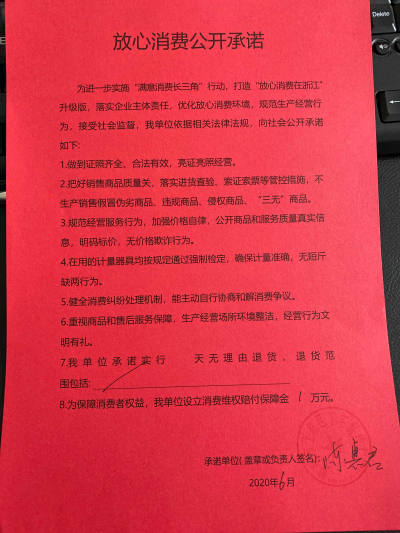 放心消费公开承诺
为进一步实施“满意消费长三角”行动，打造“放心消费在浙江”
升级版，落实企业主体责任，优化放心消费环境，规范生产经营行
为，接受社会监督，我单位依据相关法律法规，向社会公开承诺
如下:
1.做到证照齐全、合法有效，亮证亮照经营。
2.把好销售商品质量关，落实进货查验、索证索票等管控措施，不
生产销售假冒伪劣商品、违规商品、侵权商品、“三无”商品。
3.规范经营服务行为，加强价格自律，公开商品和服务质量真实信
息，明码标价，无价格欺诈行为。
4.在用的计量器具均按规定通过强制检定，确保计量准确，无短斤
缺两行为。
5.健全消费纠纷处理机制，能主动自行协商和解消费争议。
6.重视商品和售后服务保障，生产经营场所环境整洁，经营行为文
明有礼。
7.我单位承诺实行 天无理由退货，退货范
围包括:
8.为保障消费者权益，我单位设立消费维权赔付保障金 1 万元。
承诺单位(盖章或负责人签名):
2020年6月